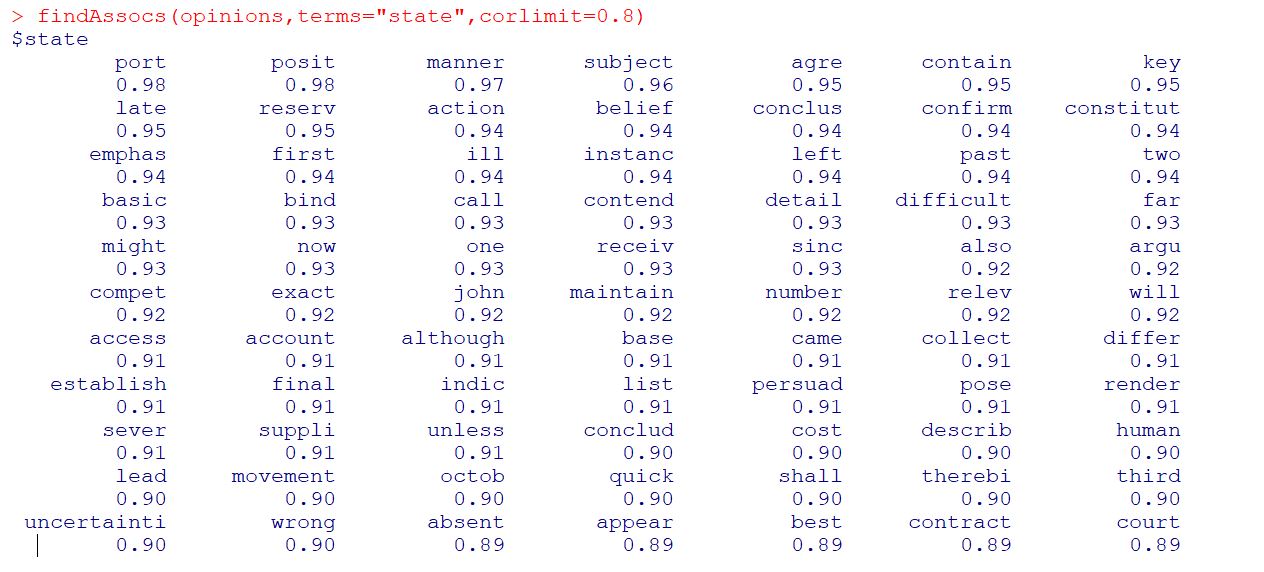 > findAssocs(opinions,terms="state",corlimit=0.8)
$state
port posit manner subject agre contain key
0.98 0.98 0.97 0.96 0.95 0.95 0.95
late reserv action belief conclus confirm constitut
0.95 0.95 0.94 0.94 0.94 0.94 0.94
emphas first ill instanc left past two
0.94 0.94 0.94 0.94 0.94 0.94 0.94
basic bind call contend detail difficult far
0.93 0.93 0.93 0.93 0.93 0.93 0.93
might now one receiv sinc also argu
0.93 0.93 0.93 0.93 0.93 0.92 0.92
compet exact john maintain number relev will
0.92 0.92 0.92 0.92 0.92 0.92 0.92
access account although base came collect differ
0.91 0.91 0.91 0.91 0.91 0.91 0.91
establish final indic list persuad pose render
0.91 0.91 0.91 0.91 0.91 0.91 0.91
sever suppli unless conclud cost describ human
0.91 0.91 0.91 0.90 0.90 0.90 0.90
lead movement octob quick shall therebi third
0.90 0.90 0.90 0.90 0.90 0.90 0.90
uncertainti wrong absent appear best contract court
0.90 0.90 0.89 0.89 0.89 0.89 0.89